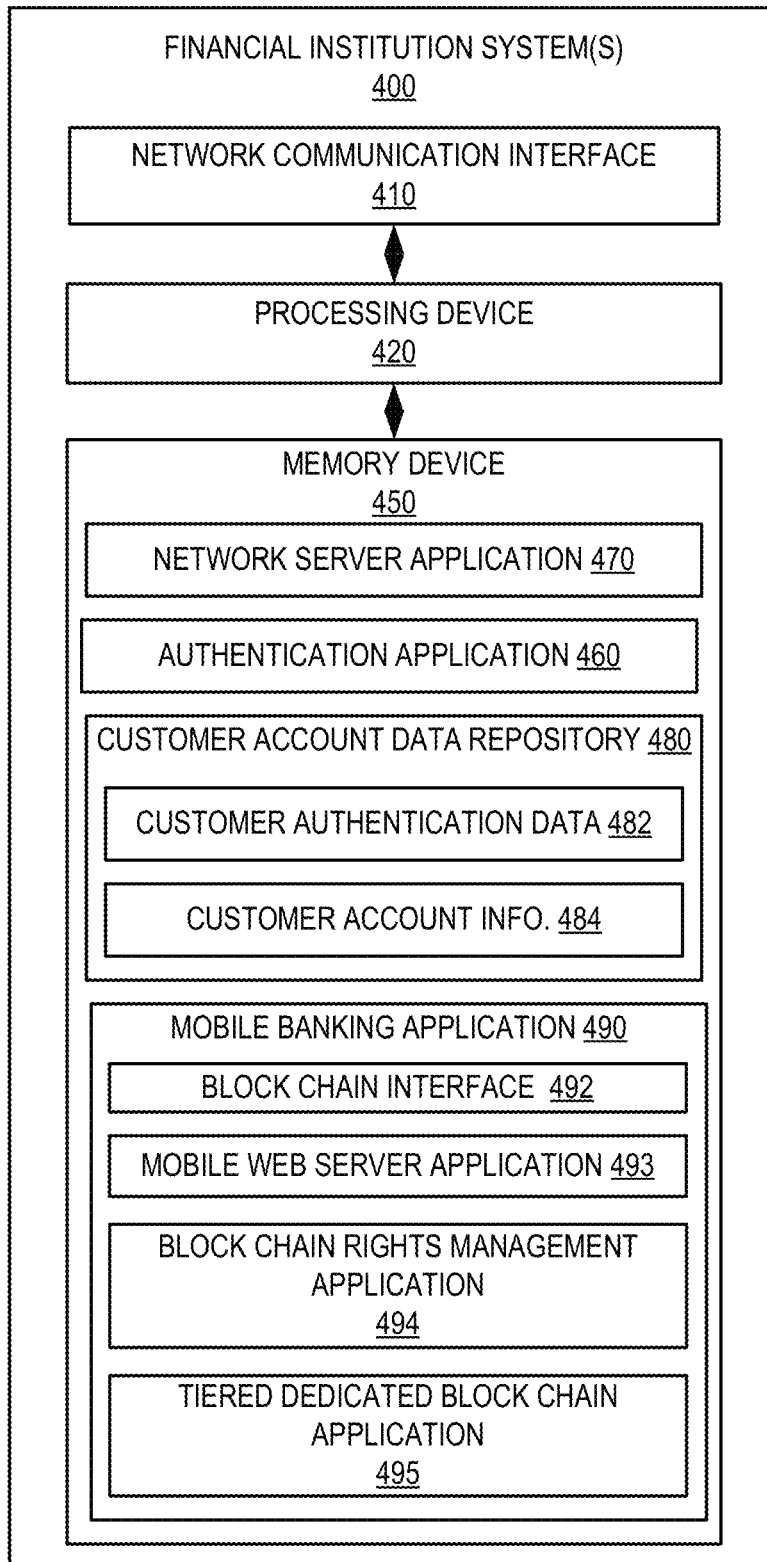 FINANCIAL INSTITUTION SYSTEM(S)
400
NETWORK COMMUNICATION INTERFACE
410
PROCESSING DEVICE
420
MEMORY DEVICE
450
NETWORK SERVER APPLICATION 470
AUTHENTICATION APPLICATION 460
CUSTOMER ACCOUNT DATA REPOSITORY 480
CUSTOMER AUTHENTICATION DATA 482
CUSTOMER ACCOUNT INFO. 484
MOBILE BANKING APPLICATION 490
BLOCK CHAIN INTERFACE 492
MOBILE WEB SERVER APPLICATION 493
BLOCK CHAIN RIGHTS MANAGEMENT
APPLICATION
494
TIERED DEDICATED BLOCK CHAIN
APPLICATION
495